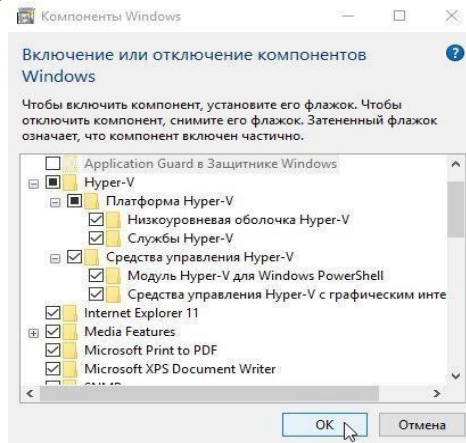 Компоненты Windows
Включение или отключение компонентов
Windows
Чтобы включить компонент, установите его флажок. Чтобы
отключить компонент, снимите его флажок. Затененный флажок
означает, что компонент включен частично.
Application Guard в Защитнике Windows
Hyper-V
Платформа Hyper-V
Низкоуровневая оболочка Hyper-V
Службы Hyper-V
Средства управления Hyper-V
Модуль Hyper-V для Windows PowerShell
Средства управления Hyper-V с графическим инте
Internet Explorer 11
Media Features
Microsoft Print to PDF
Microsoft XPS Document Writer
ОК
Отмена